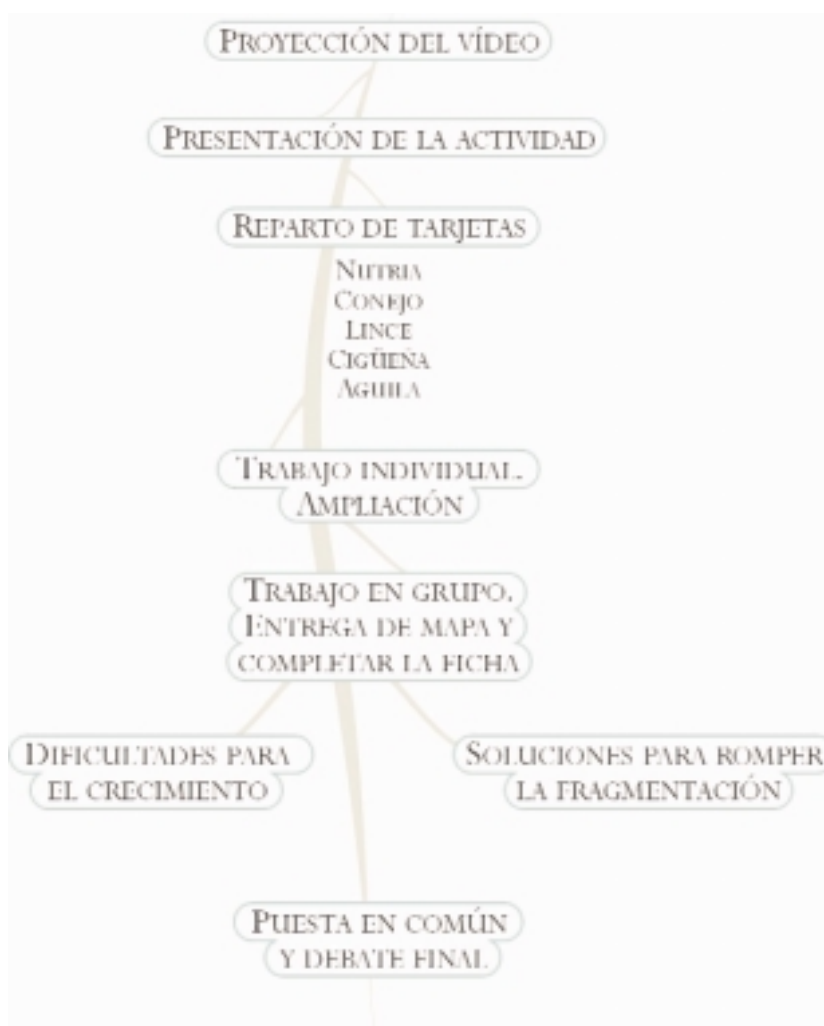 Proyección del vídeo
Presentación de la actividad
Reparto de tarjetas
Nutria
Conejo
Lince
Cigüeña
Aguila
Trabajo individual.
Ampliación
Trabajo en grupo.
Entrega de mapa y
completar la ficha
Dificultades para
el crecimiento
Soluciones para romper
la fragmentación
Puesta en común
y debate final